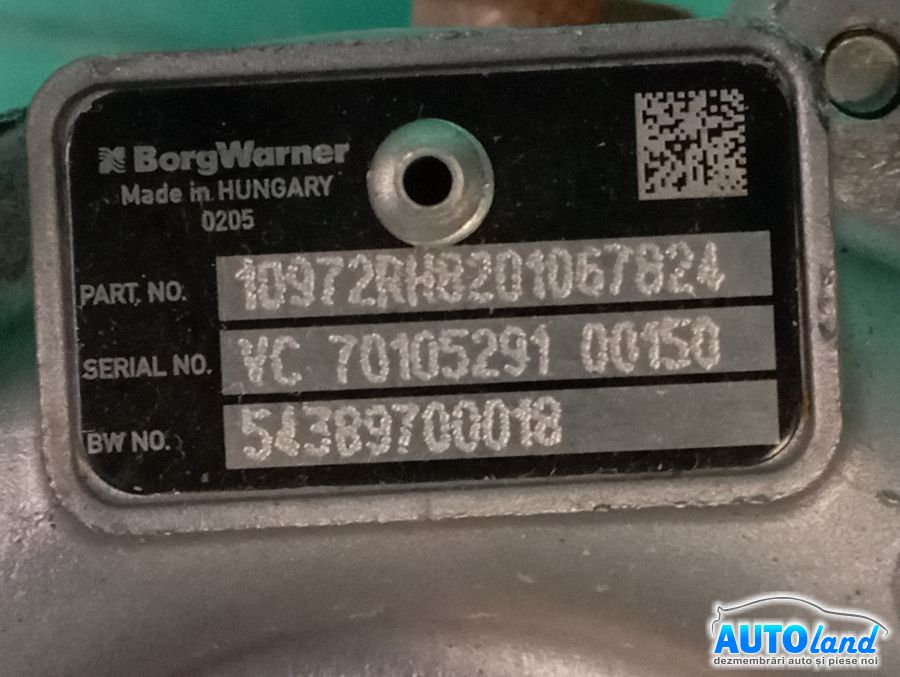 BorgWarner
Made in HUNGARY
0205
PART. NO. 10972RH8201067824
SERIAL NO. VC 70105291 00150
BW NO. 54389700018
AUTOland
dezmembrări auto și piese noi